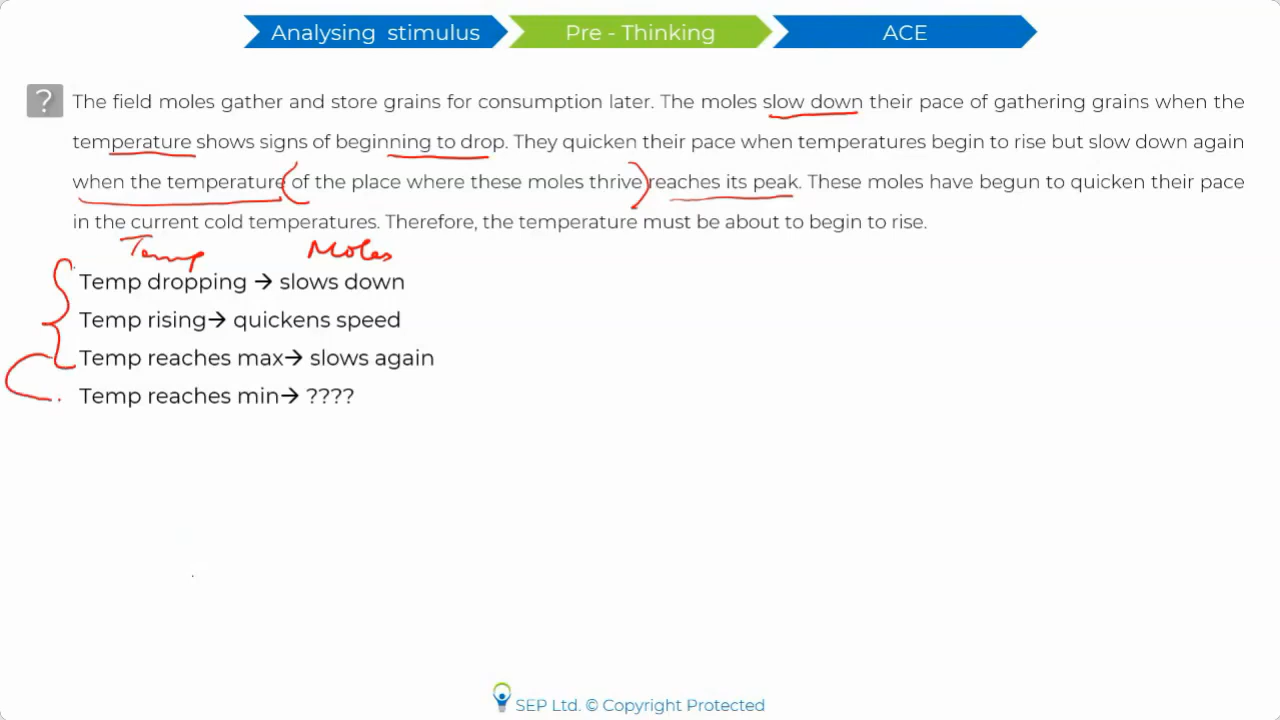 Analysing stimulus
Pre - Thinking
ACE
?
The field moles gather and store grains for consumption later. The moles slow down their pace of gathering grains when the
temperature shows signs of beginning to drop. They quicken their pace when temperatures begin to rise but slow down again
when the temperature (of the place where these moles thrive) reaches its peak. These moles have begun to quicken their pace
in the current cold temperatures. Therefore, the temperature must be about to begin to rise.
Temp Moles
Temp dropping → slows down
Temp rising→ quickens speed
Temp reaches max→ slows again
Temp reaches min→ ????
SEP Ltd. © Copyright Protected